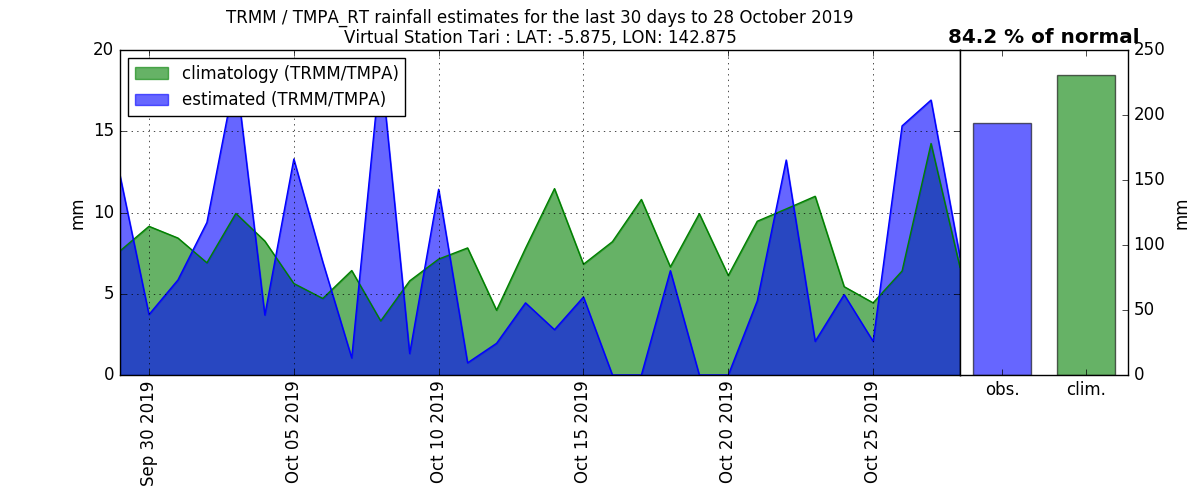 TRMM / TMPA_RT rainfall estimates for the last 30 days to 28 October 2019
Virtual Station Tari : LAT: -5.875, LON: 142.875
84.2 % of normal
climatology (TRMM/TMPA)
estimated (TRMM/TMPA)
20
15
10
5
0
mm
Sep 30 2019
Oct 05 2019
Oct 10 2019
Oct 15 2019
Oct 20 2019
Oct 25 2019
250
200
150
100
50
0
mm
obs.
clim.